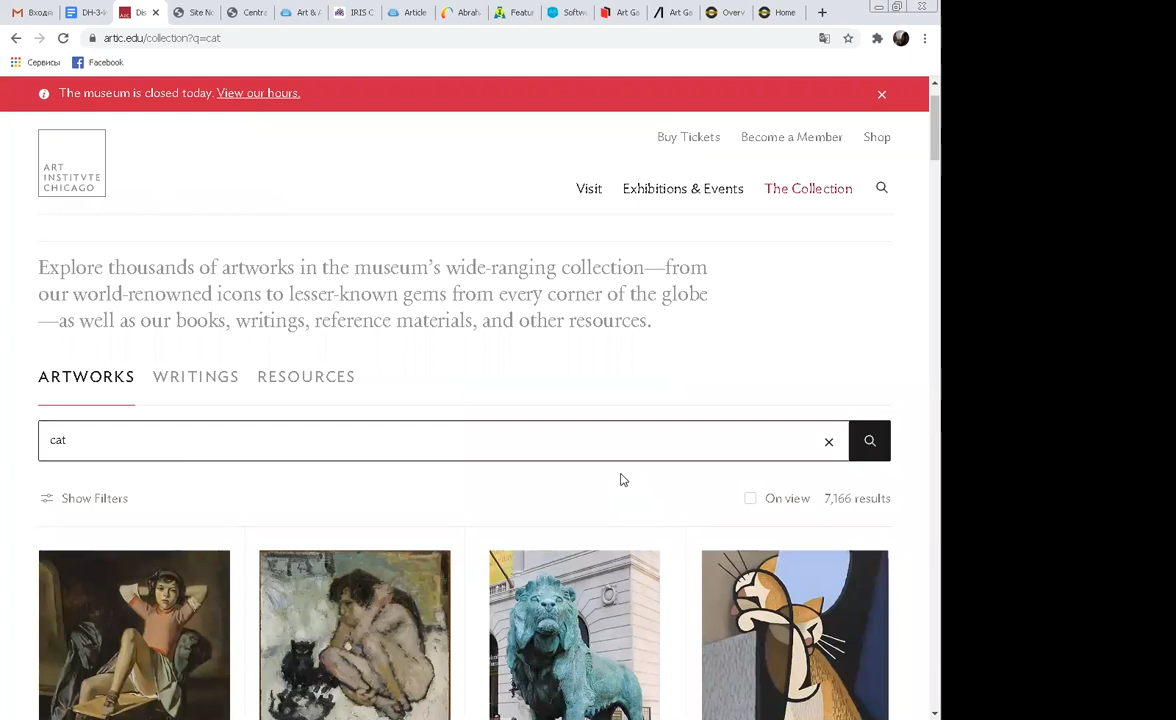 Входя
DH-3-
Dis
Site No
Centra
Art & A
IRIS C
Article
Abrah
Featur
Softw
Art Ga
Art Ga
Overv
Home
artic.edu/collection?q=cat
Сервисы
Facebook
The museum is closed today. View our hours.
Buy Tickets Become a Member Shop
ART
INSTITVTE
CHICAGO
Visit Exhibitions & Events The Collection
Explore thousands of artworks in the museum's wide-ranging collection—from
our world-renowned icons to lesser-known gems from every corner of the globe
—as well as our books, writings, reference materials, and other resources.
ARTWORKS WRITINGS RESOURCES
cat
Show Filters
On view 7,166 results